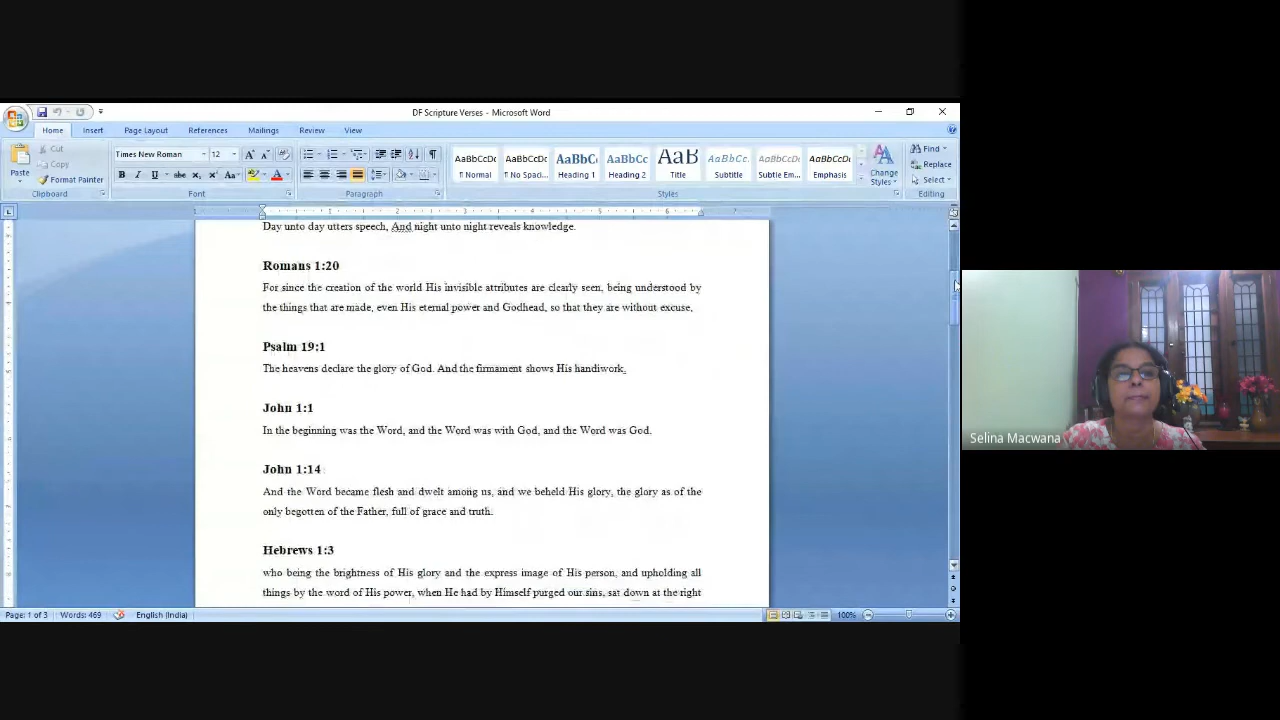 DF Scripture Verses - Microsoft Word
Home Insert Page Layout References Mailings Review View
Paste
Cut
Copy
Format Painter
Clipboard
Times New Roman 12
Font
Paragraph
AaBbCcDc AaBbCcDc AaBbC AaBbCc AaB AaBbCc. AaBbCcDc AaBbCcDc
¶ Normal ¶ No Spaci... Heading 1 Heading 2 Title Subtitle Subtle Em... Emphasis
Change Styles
Styles
Find
Replace
Select
Editing
Day unto day utters speech, And night unto night reveals knowledge.
Romans 1:20
For since the creation of the world His invisible attributes are clearly seen, being understood by
the things that are made, even His eternal power and Godhead, so that they are without excuse,
Psalm 19:1
The heavens declare the glory of God. And the firmament shows His handiwork.
John 1:1
In the beginning was the Word, and the Word was with God, and the Word was God.
John 1:14
And the Word became flesh and dwelt among us, and we beheld His glory, the glory as of the
only begotten of the Father, full of grace and truth.
Hebrews 1:3
who being the brightness of His glory and the express image of His person, and upholding all
things by the word of His power, when He had by Himself purged our sins, sat down at the right
Page: 1 of 3 Words: 469 English (India) 100%
Selina Macwana